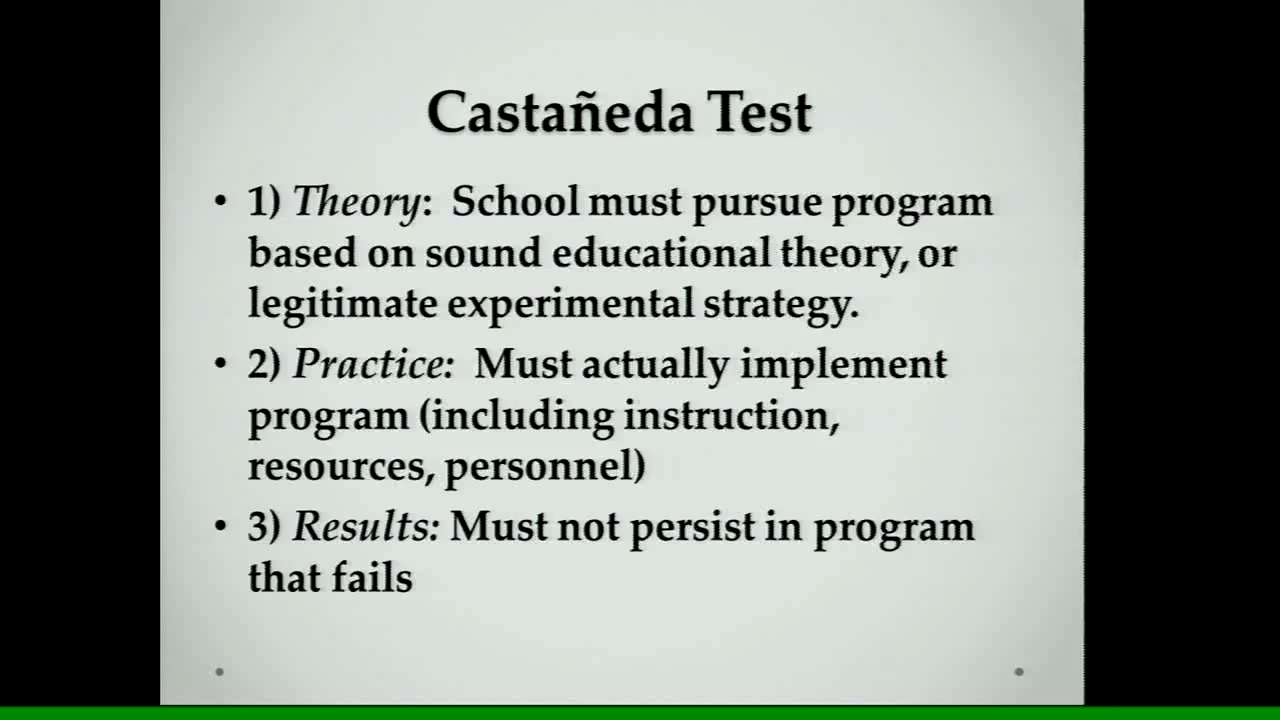 Castañeda Test
• 1) Theory: School must pursue program
based on sound educational theory, or
legitimate experimental strategy.
• 2) Practice: Must actually implement
program (including instruction,
resources, personnel)
• 3) Results: Must not persist in program
that fails